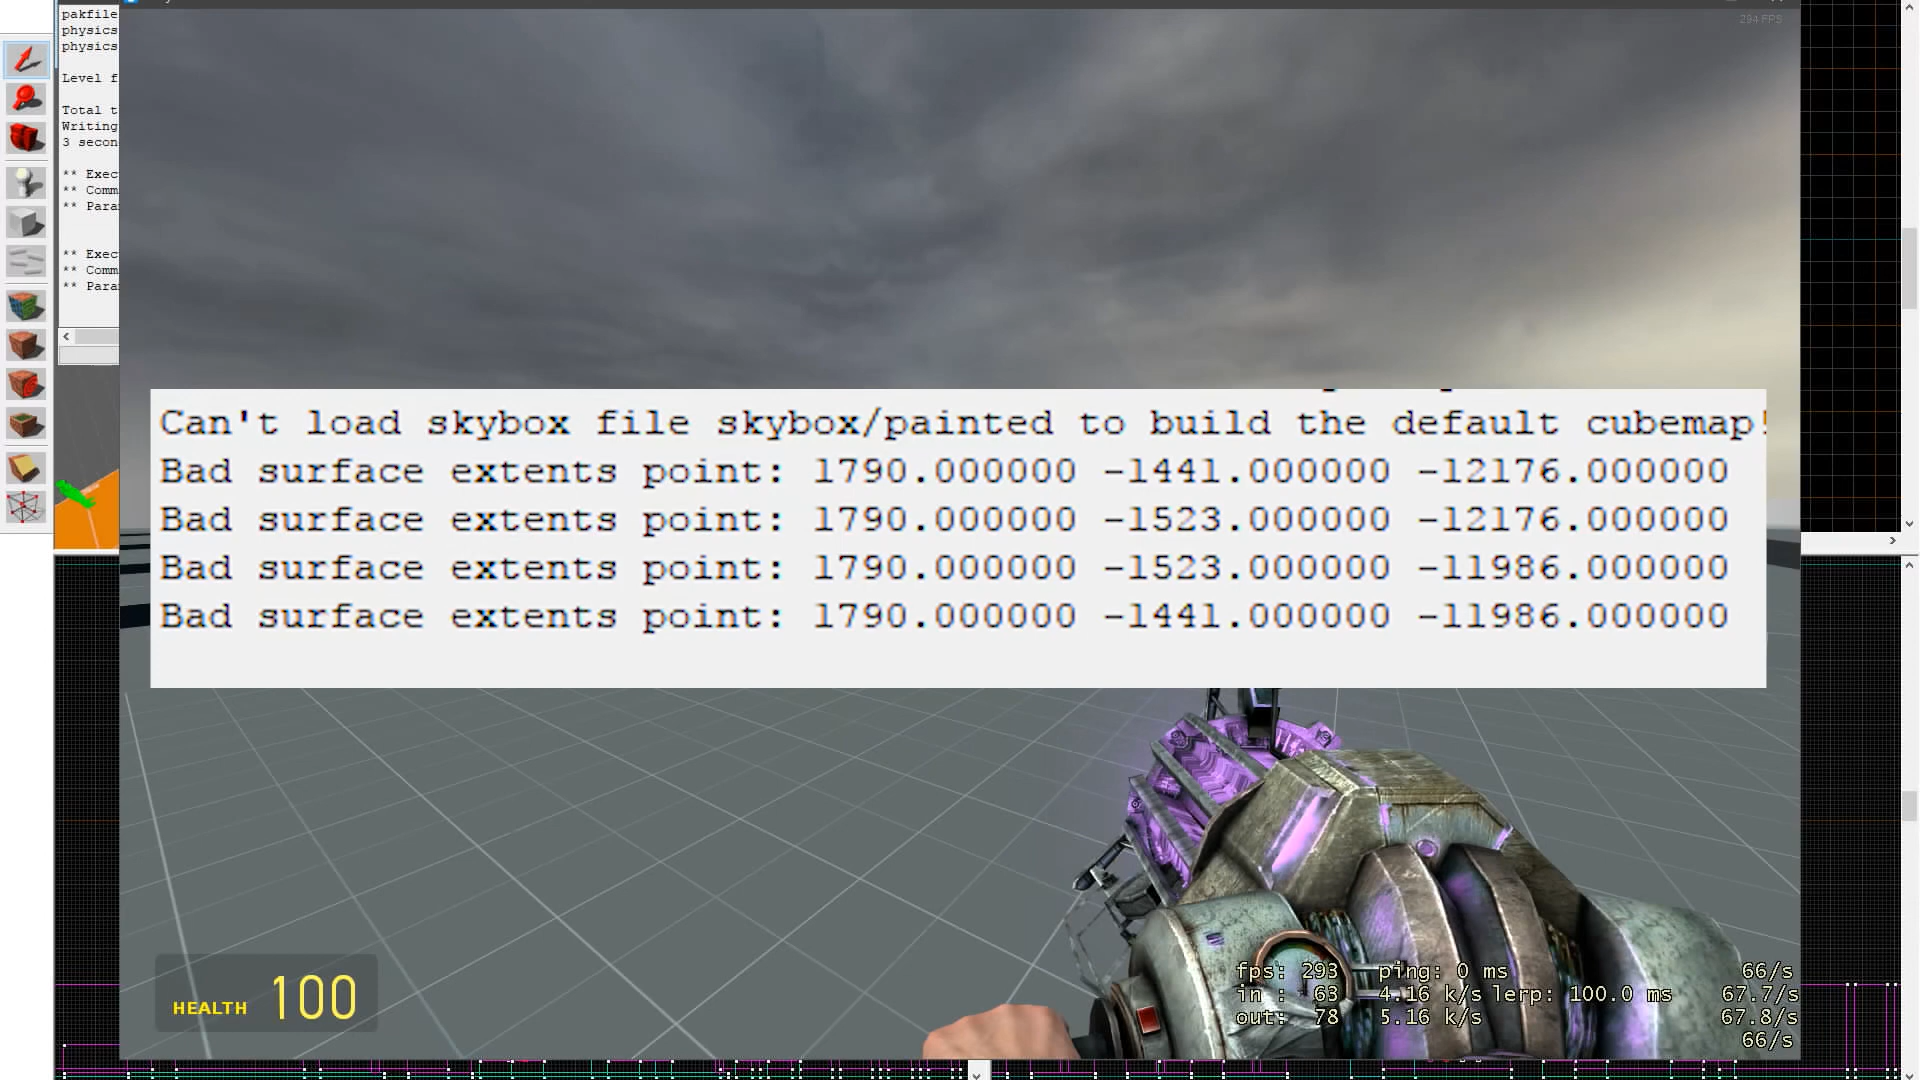 pakfile
physics
physics
Level f
Total t
Writing
3 secon
** Exec
** Comm
** Para
** Exec
** Comm
** Para
294 FPS
Can't load skybox file skybox/painted to build the default cubemap!
Bad surface extents point: 1790.000000 -1441.000000 -12176.000000
Bad surface extents point: 1790.000000 -1523.000000 -12176.000000
Bad surface extents point: 1790.000000 -1523.000000 -11986.000000
Bad surface extents point: 1790.000000 -1441.000000 -11986.000000
HEALTH 100
fps: 293 ping: 0 ms 66/s
in : 63 4.16 k/s lerp: 100.0 ms 67.7/s
out: 78 5.16 k/s 67.8/s
66/s